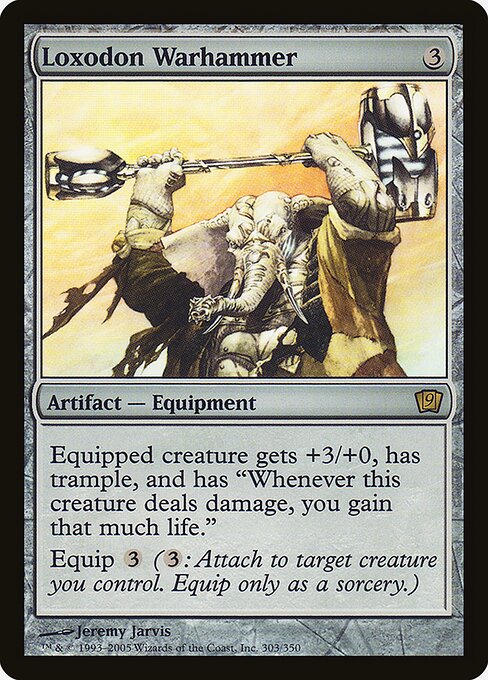 Loxodon Warhammer 3
Artifact — Equipment 9
Equipped creature gets +3/+0, has
trample, and has “Whenever this
creature deals damage, you gain
that much life.”
Equip 3 (3: Attach to target creature
you control. Equip only as a sorcery.)
Jeremy Jarvis
™ & © 1993–2005 Wizards of the Coast, Inc. 303/350